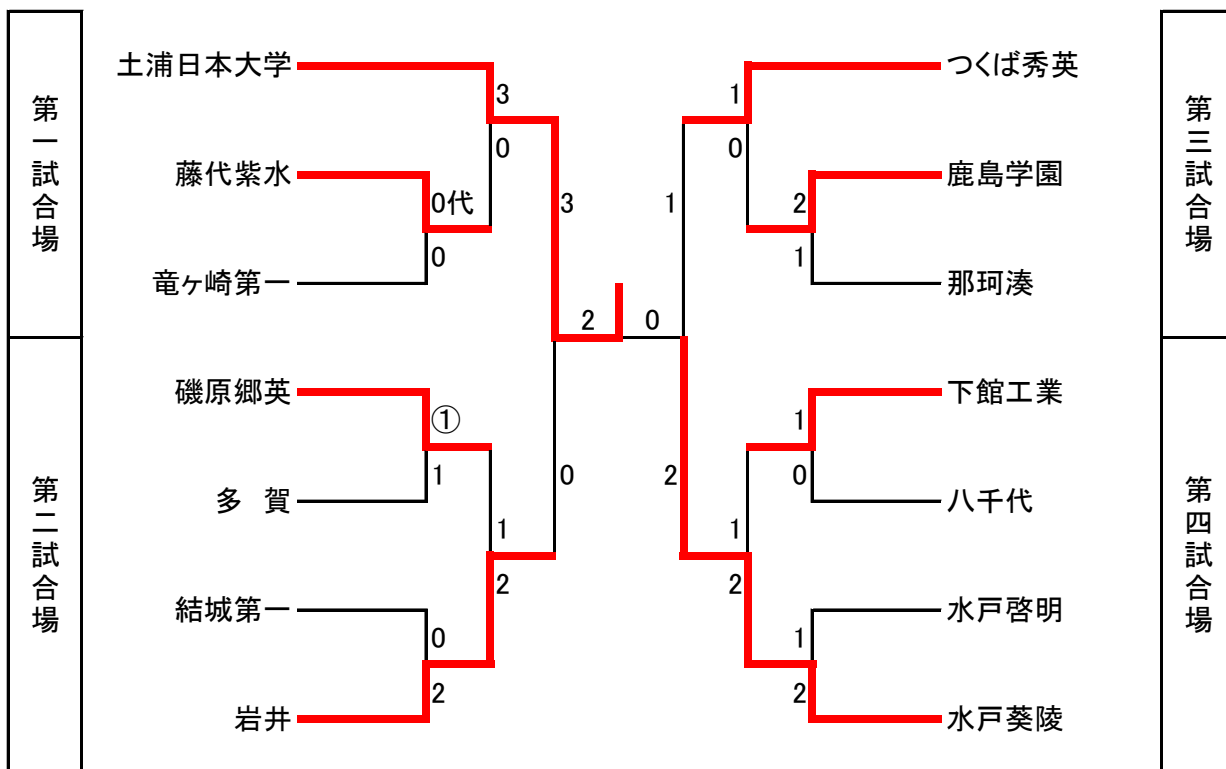 第一試合場
第二試合場
土浦日本大学
藤代紫水
竜ヶ崎第一
磯原郷英
多 賀
結城第一
岩井
3
0
0代
0
3
①
1
1
2
0
2
0
2
0
1
0
2
1
1
1
0
1
2
1
2
2
つくば秀英
鹿島学園
那珂湊
下館工業
八千代
水戸啓明
水戸葵陵
第三試合場
第四試合場